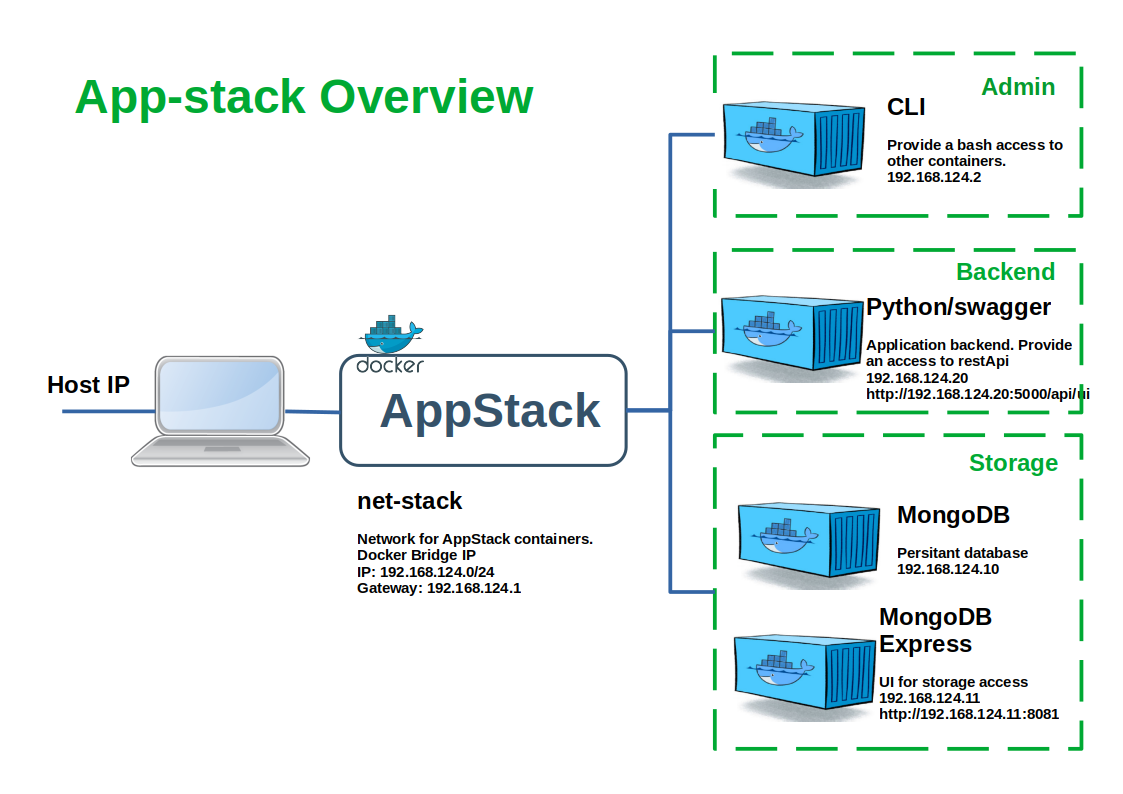 App-stack Overview
Admin
CLI
Provide a bash access to
other containers.
192.168.124.2
Backend
Python/swagger
Application backend. Provide
an access to restApi
192.168.124.20
http://192.168.124.20:5000/api/ui
Host IP
docker
AppStack
net-stack
Network for AppStack containers.
Docker Bridge IP
IP: 192.168.124.0/24
Gateway: 192.168.124.1
Storage
MongoDB
Persitant database
192.168.124.10
MongoDB
Express
UI for storage access
192.168.124.11
http://192.168.124.11:8081